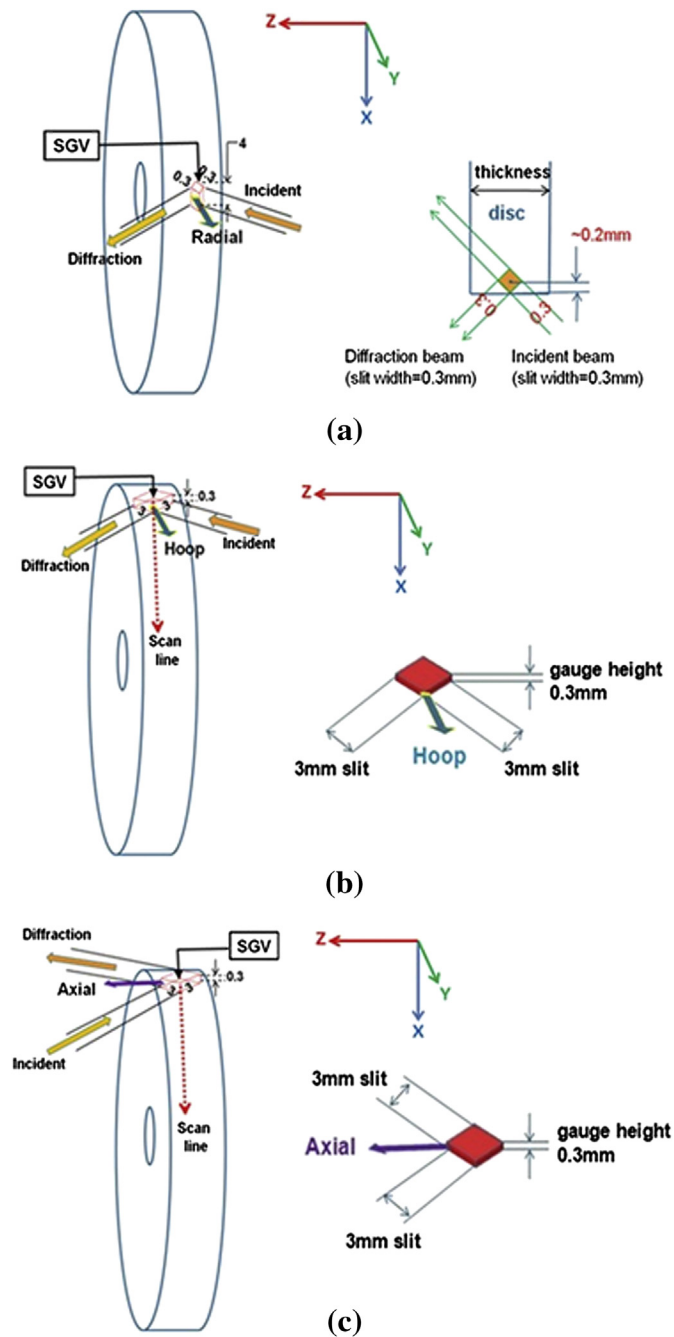 Z
Y
X
SGV
0.3
0.3
4
Incident
Radial
Diffraction
thickness
disc
~0.2mm
0.3
0.3
Diffraction beam
(slit width=0.3mm)
Incident beam
(slit width=0.3mm)
(a)
SGV
0.3
3
3
Hoop
Incident
Diffraction
Scan
line
Z
Y
X
gauge height
0.3mm
3mm slit
Hoop
3mm slit
(b)
Diffraction
SGV
0.3
Axial
3
3
Incident
Scan
line
Z
Y
X
3mm slit
Axial
gauge height
0.3mm
3mm slit
(c)